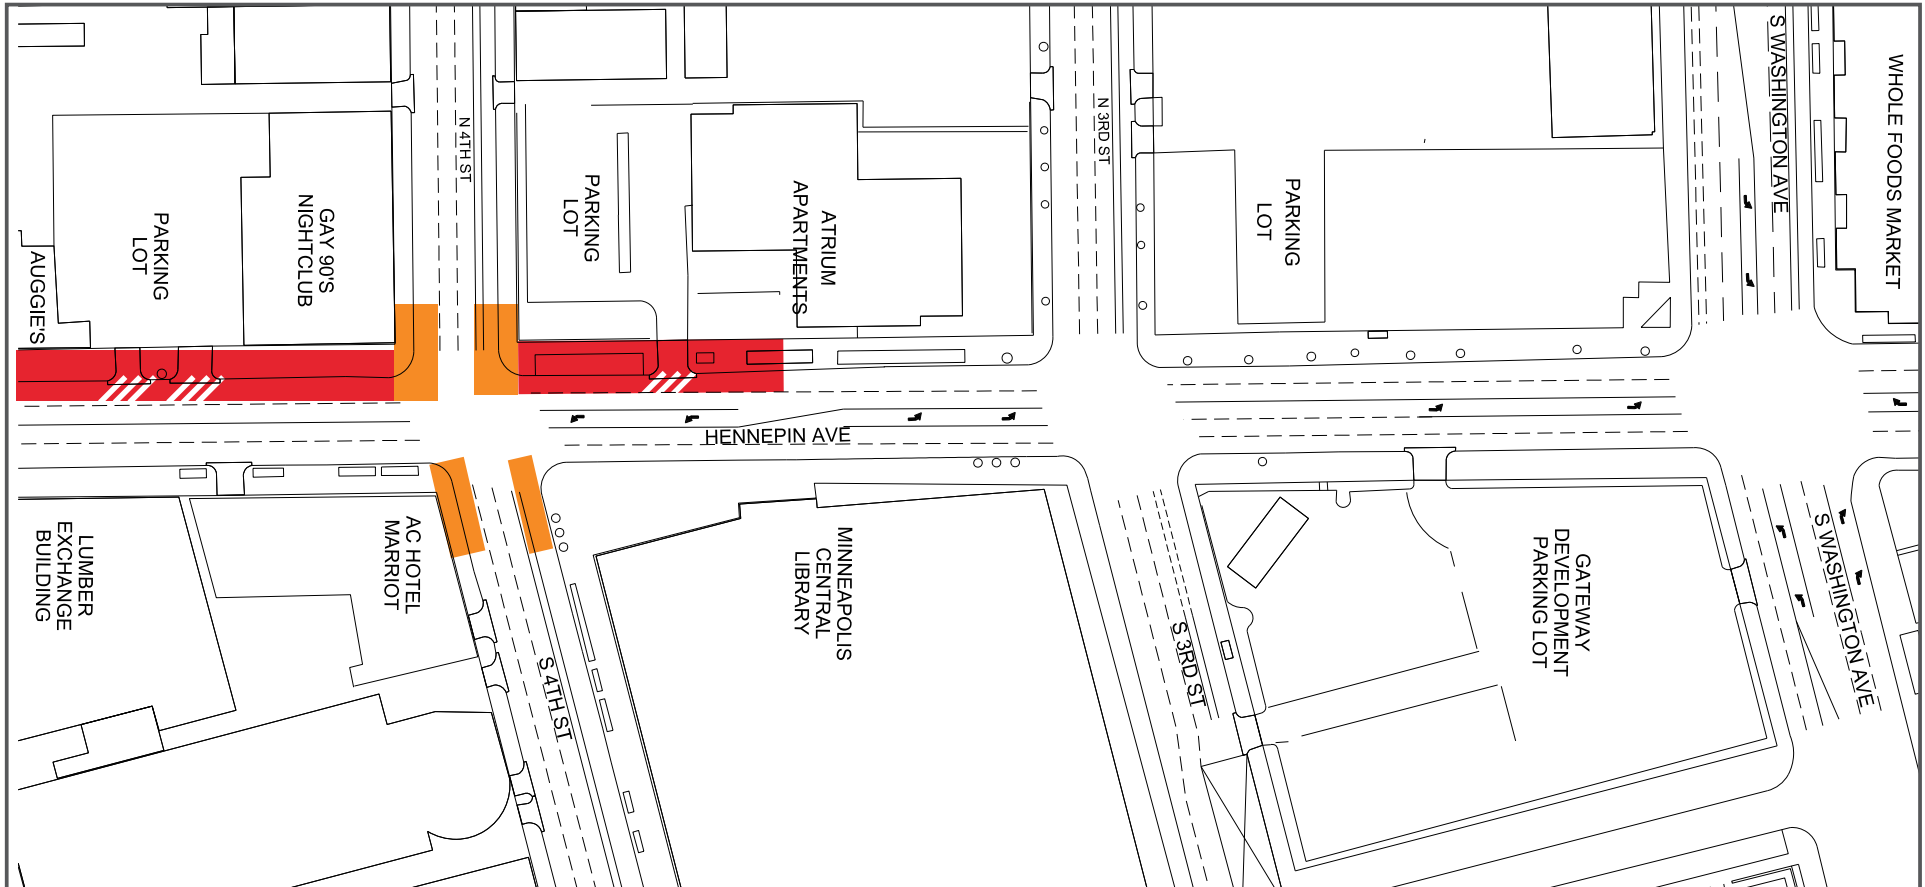 S WASHINGTON AVE
WHOLE FOODS MARKET
N 4TH ST
N 3RD ST
PARKING
LOT
GAY 90'S
NIGHTCLUB
AUGGIE'S
PARKING
LOT
ATRIUM
APARTMENTS
PARKING
LOT
HENNEPIN AVE
LUMBER
EXCHANGE
BUILDING
AC HOTEL
MARRIOT
S 4TH ST
MINNEAPOLIS
CENTRAL
LIBRARY
S 3RD ST
GATEWAY
DEVELOPMENT
PARKING LOT
S WASHINGTON AVE